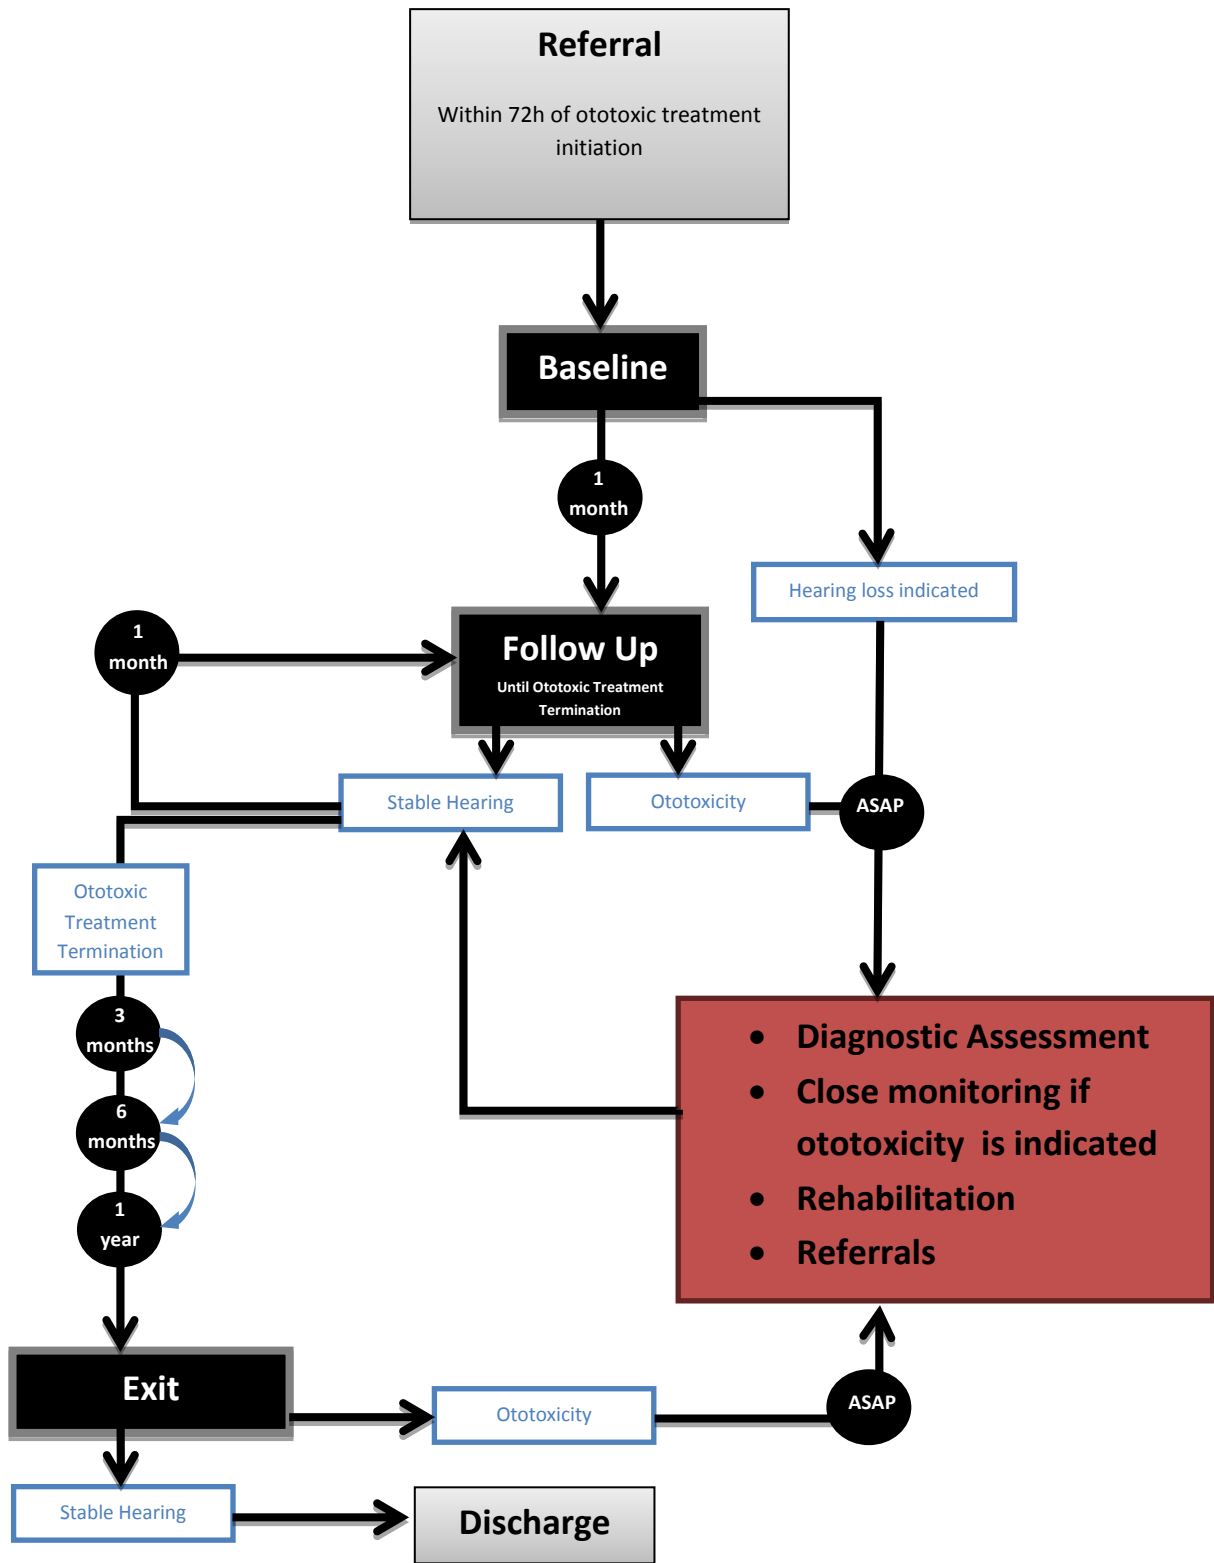 Referral
Within 72h of ototoxic treatment
initiation
Baseline
1
month
Hearing loss indicated
1
month
Follow Up
Until Ototoxic Treatment
Termination
Stable Hearing
Ototoxicity
ASAP
Ototoxic
Treatment
Termination
3
months
6
months
1
year
• Diagnostic Assessment
• Close monitoring if
ototoxicity  is indicated
• Rehabilitation
• Referrals
Exit
Ototoxicity
ASAP
Stable Hearing
Discharge